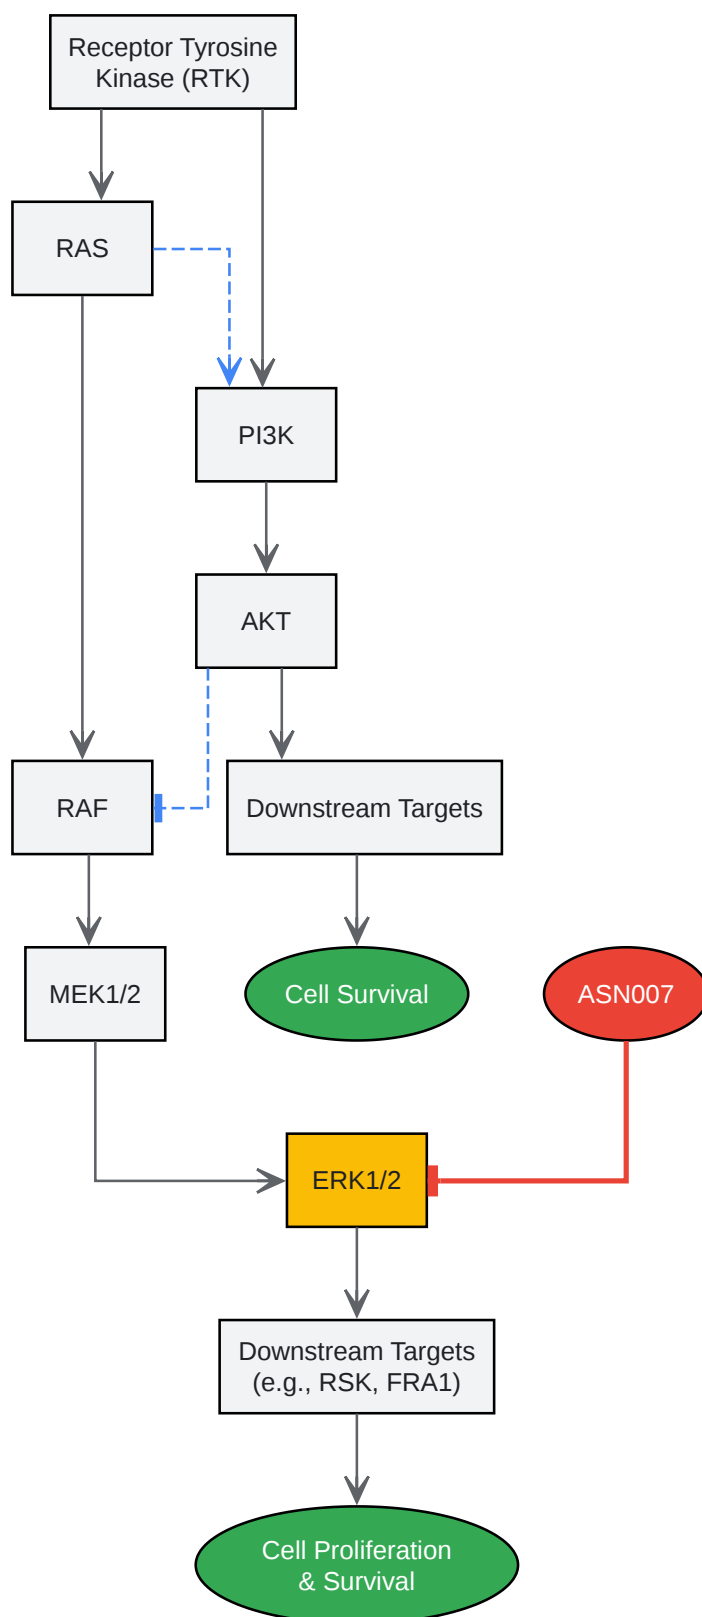 Receptor Tyrosine
Kinase (RTK)
RAS
PI3K
AKT
RAF
Downstream Targets
MEK1/2
Cell Survival
ASN007
ERK1/2
Downstream Targets
(e.g., RSK, FRA1)
Cell Proliferation
& Survival